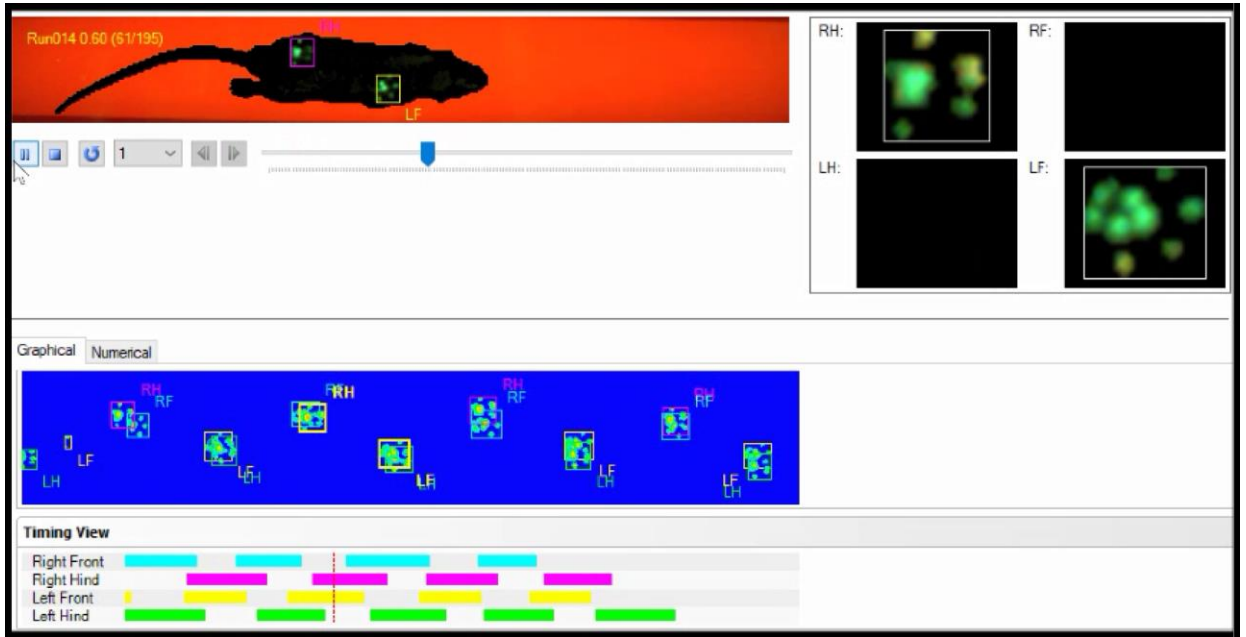 Run014 0.60 (61/195)
RH
LF
1
RH:
RF:
LH:
LF:
Graphical
Numerical
RH
RF
RH
RH
RF
RH
RF
LF
LH
LF
LH
LF
LF
LH
LF
LH
Timing View
Right Front
Right Hind
Left Front
Left Hind